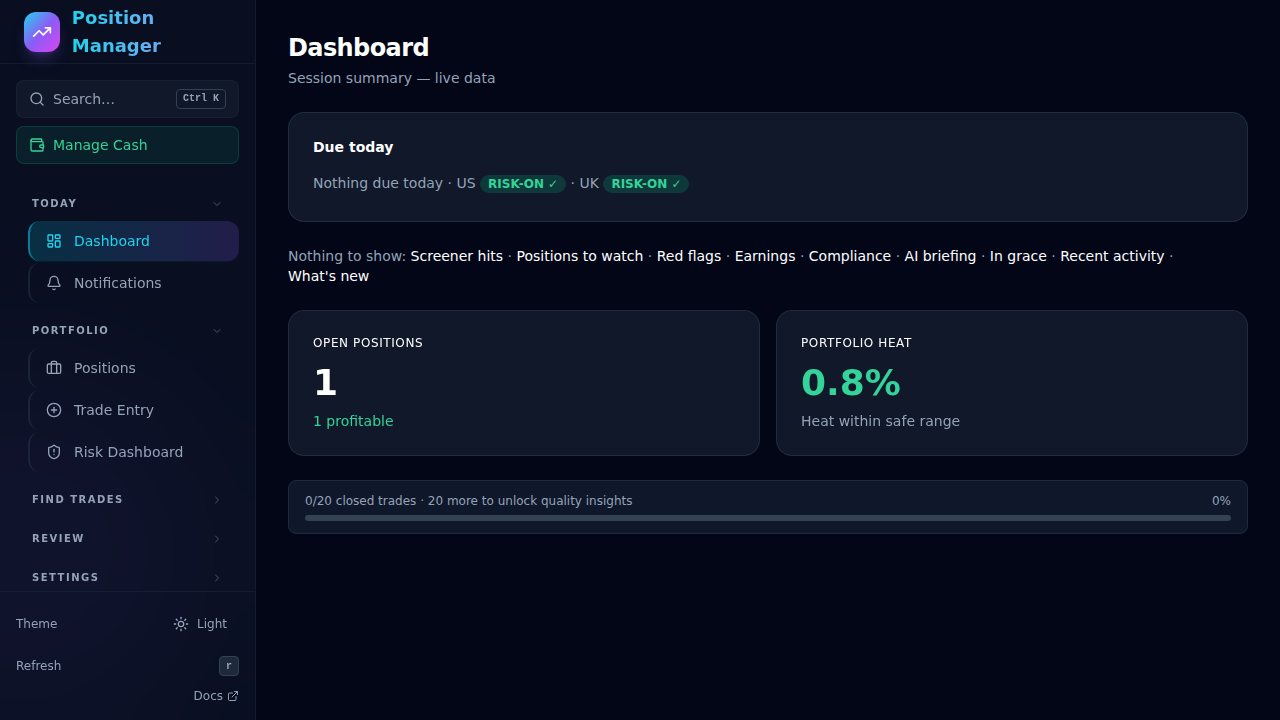 Position
Manager
Search...
Ctrl K
Manage Cash
TODAY
Dashboard
Notifications
PORTFOLIO
Positions
Trade Entry
Risk Dashboard
FIND TRADES
REVIEW
SETTINGS
Theme
Light
Refresh
r
Docs
Dashboard
Session summary — live data
Due today
Nothing due today · US RISK-ON ✓ · UK RISK-ON ✓
Nothing to show: Screener hits · Positions to watch · Red flags · Earnings · Compliance · AI briefing · In grace · Recent activity ·
What's new
OPEN POSITIONS
1
1 profitable
PORTFOLIO HEAT
0.8%
Heat within safe range
0/20 closed trades · 20 more to unlock quality insights
0%